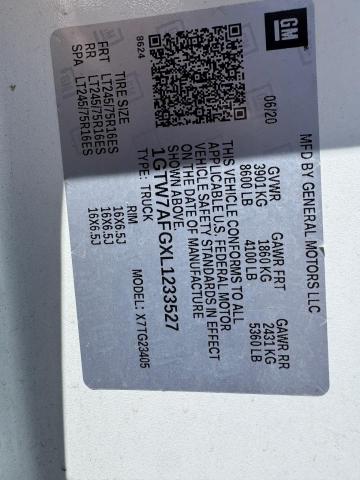 GM
MFD BY GENERAL MOTORS LLC
06/20
GVWR GAWR FRT GAWR RR
3901 KG 1860 KG 2431 KG
8600 LB 4100 LB 5360 LB
THIS VEHICLE CONFORMS TO ALL
APPLICABLE U.S. FEDERAL MOTOR
VEHICLE SAFETY STANDARDS IN EFFECT
ON THE DATE OF MANUFACTURE
SHOWN ABOVE.
1GTW7AFGXL1233527
TYPE: TRUCK MODEL: X7TG23405
8624
TIRE SIZE RIM
FRT LT245/75R16ES 16X6.5J
RR LT245/75R16ES 16X6.5J
SPA LT245/75R16ES 16X6.5J